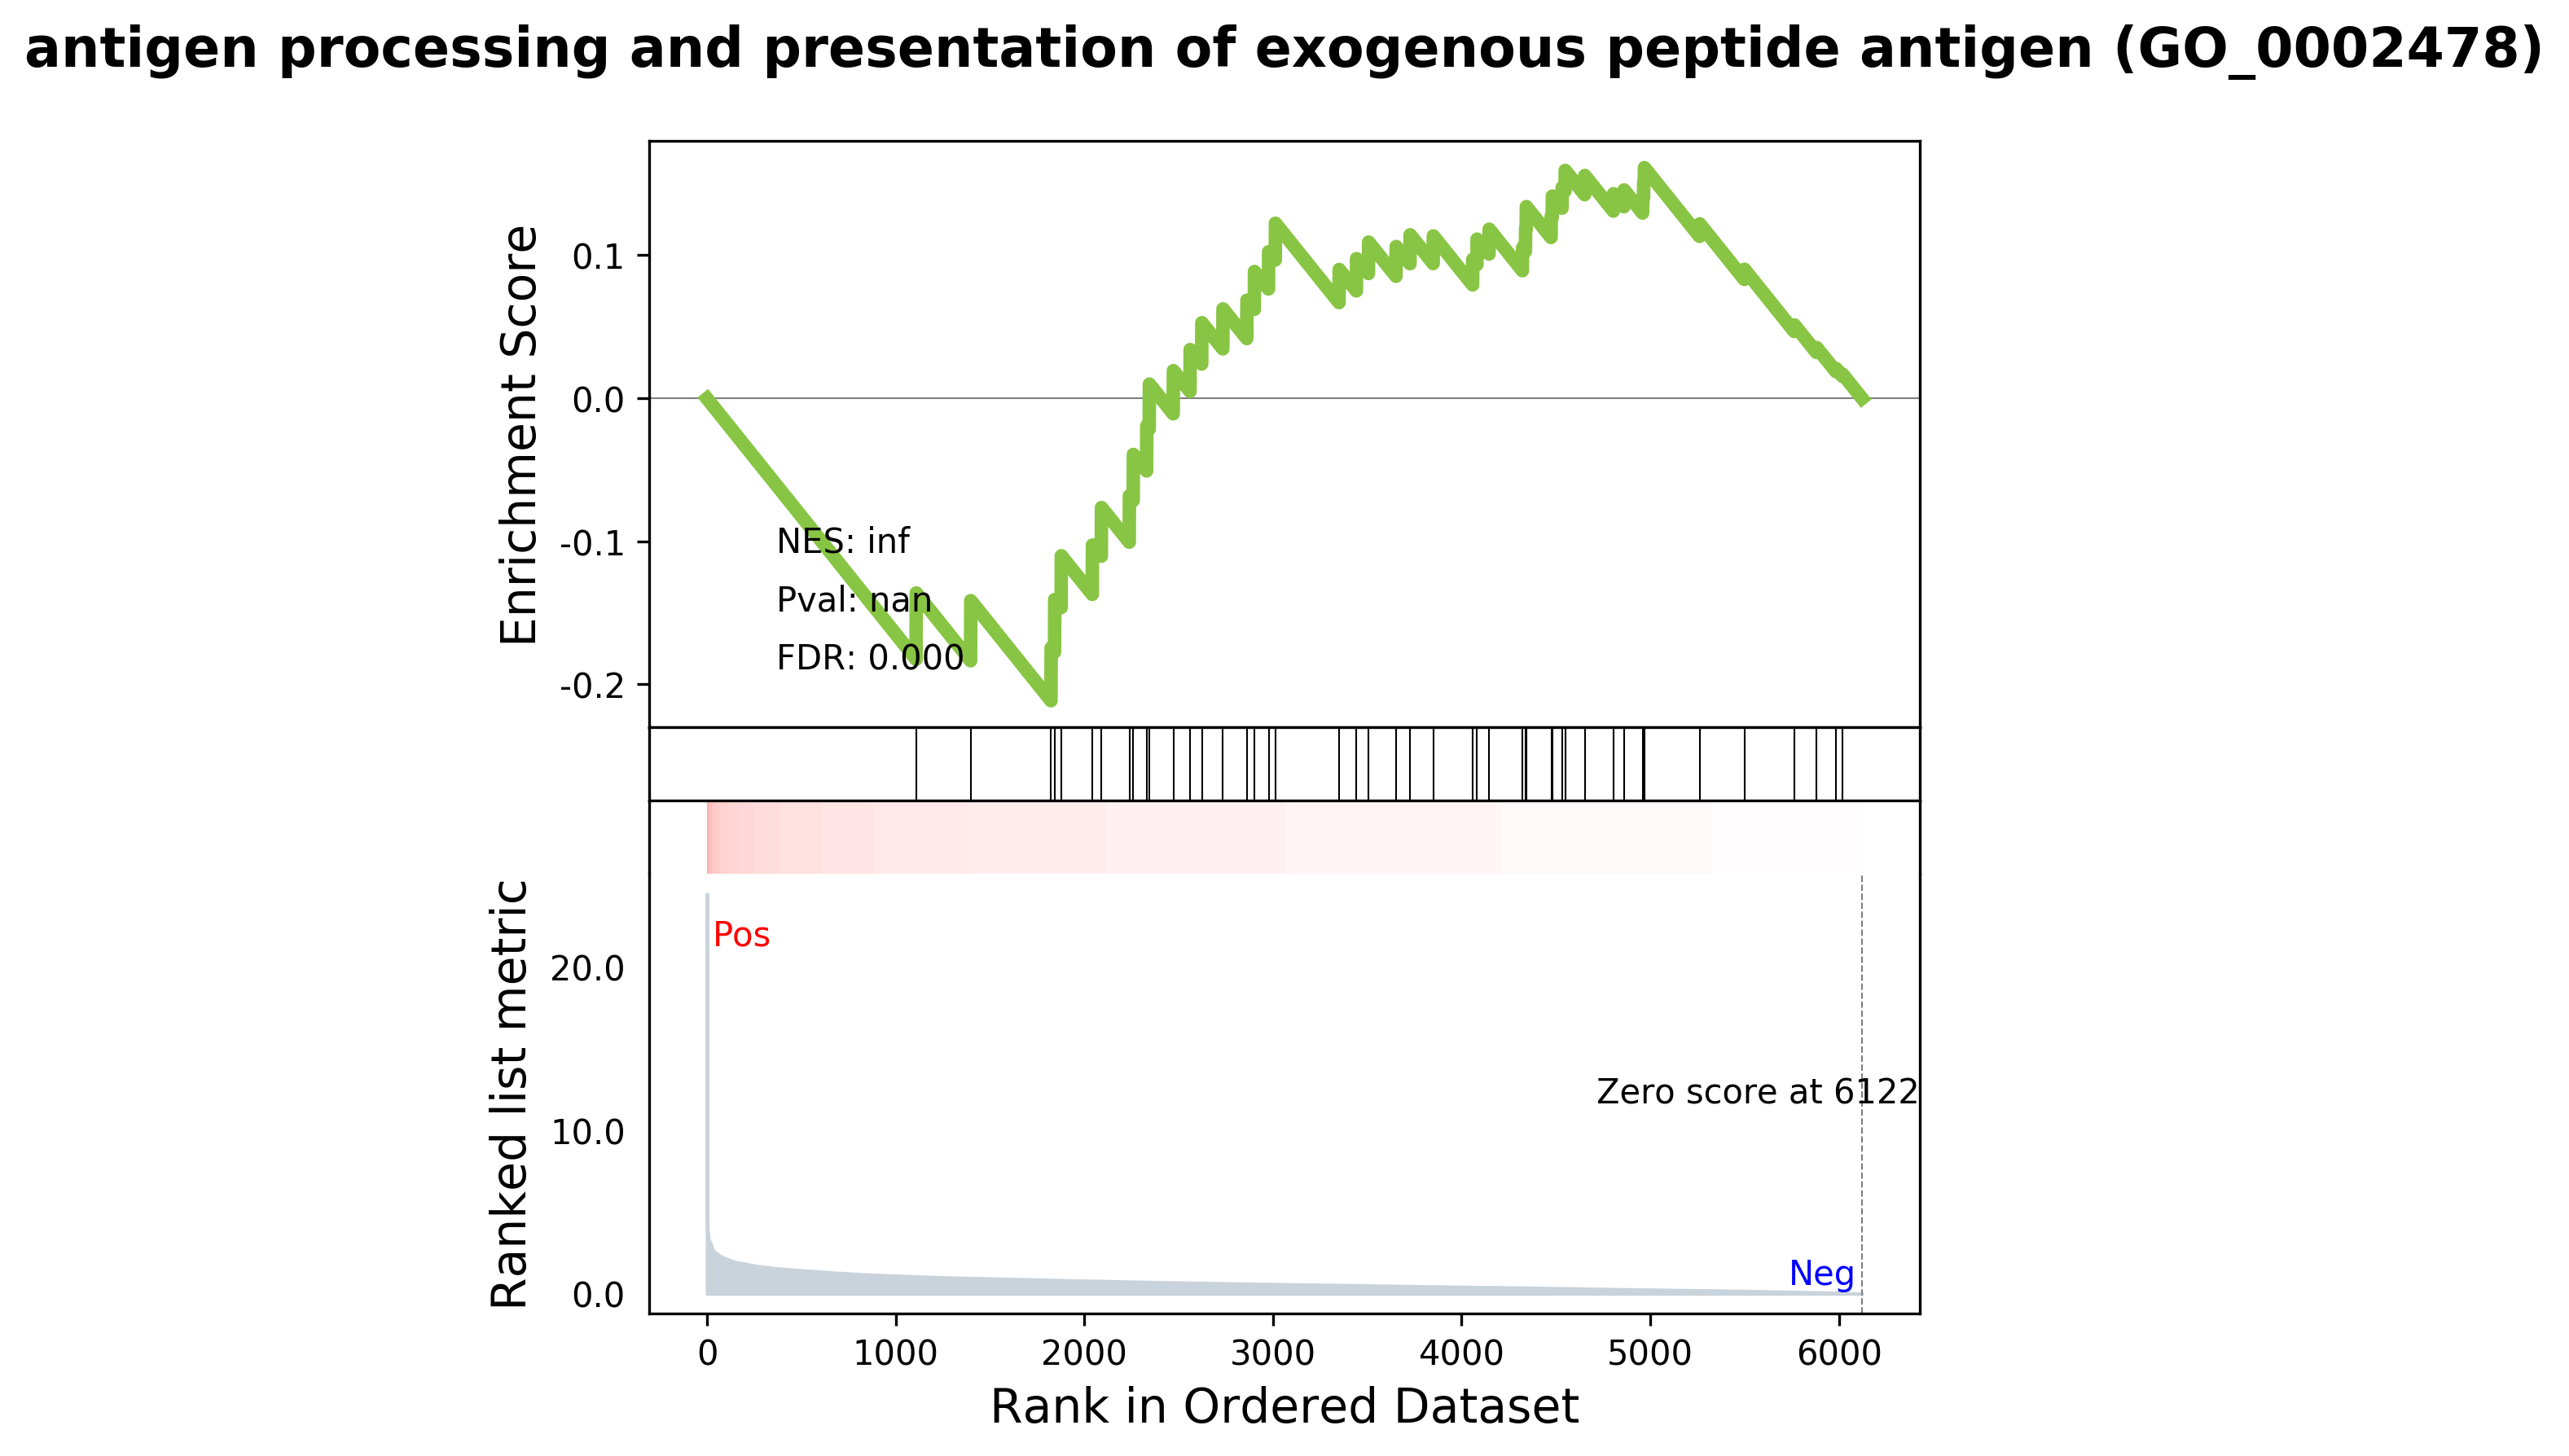 antigen processing and presentation of exogenous peptide antigen (GO_0002478)
Enrichment Score
0.1
0.0
-0.1
-0.2
NES: inf
Pval: nan
FDR: 0.000
Ranked list metric
20.0
10.0
0.0
Pos
Zero score at 6122
Neg
0 1000 2000 3000 4000 5000 6000
Rank in Ordered Dataset